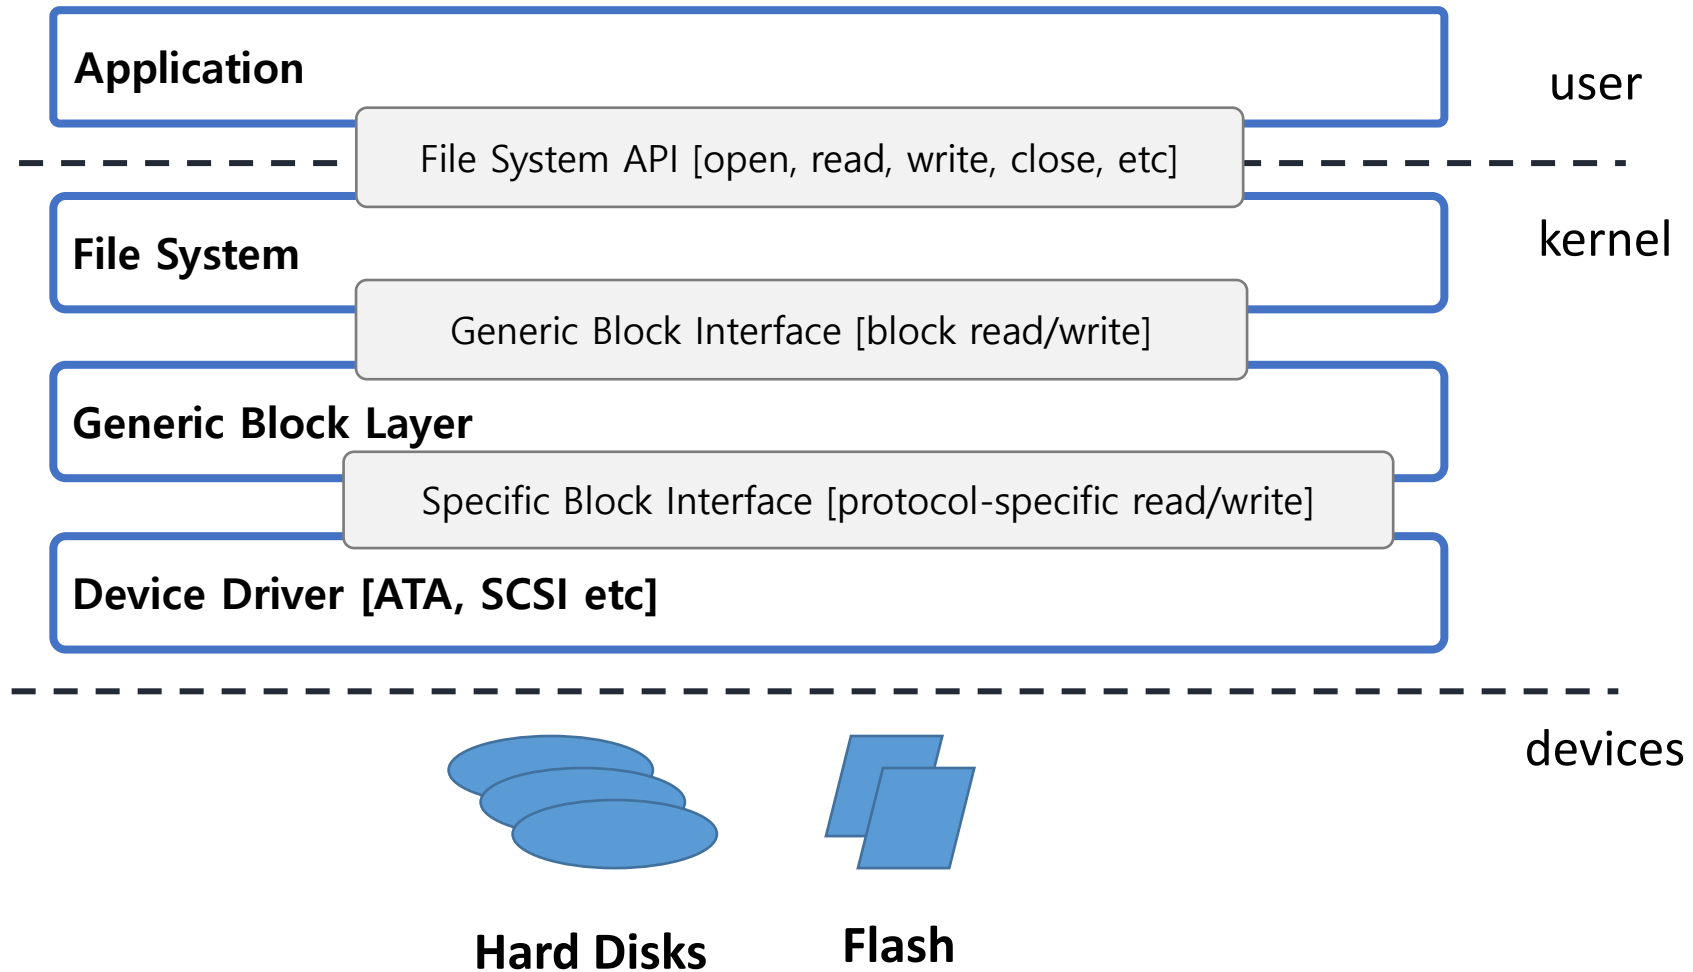 Application
user
File System API [open, read, write, close, etc]
File System
kernel
Generic Block Interface [block read/write]
Generic Block Layer
Specific Block Interface [protocol-specific read/write]
Device Driver [ATA, SCSI etc]
devices
Hard Disks
Flash